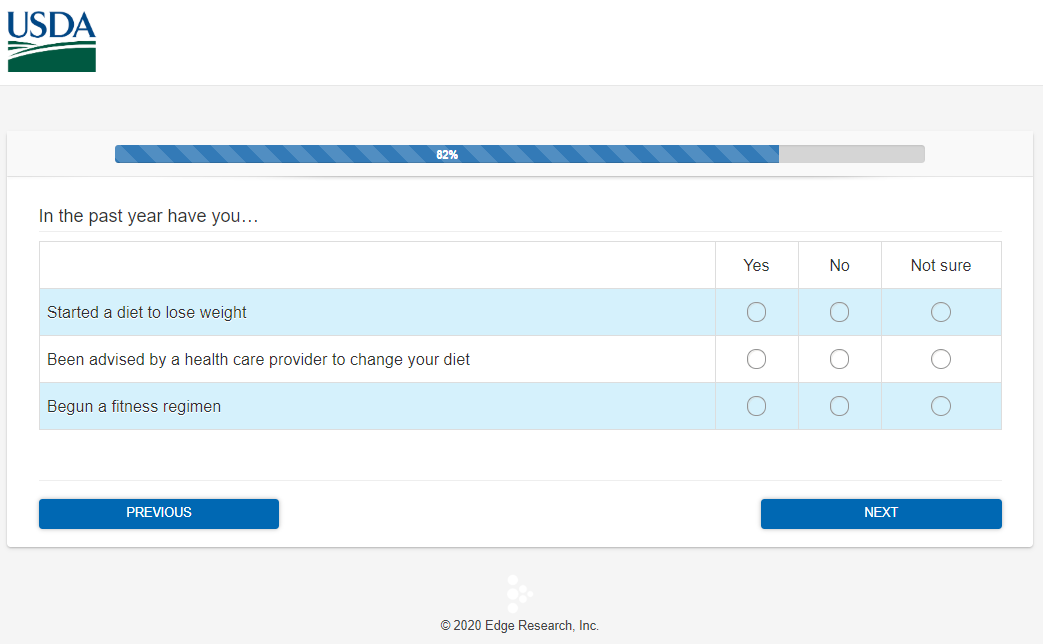 USDA
82%
In the past year have you…
Yes No Not sure
Started a diet to lose weight
Been advised by a health care provider to change your diet
Begun a fitness regimen
PREVIOUS NEXT
© 2020 Edge Research, Inc.